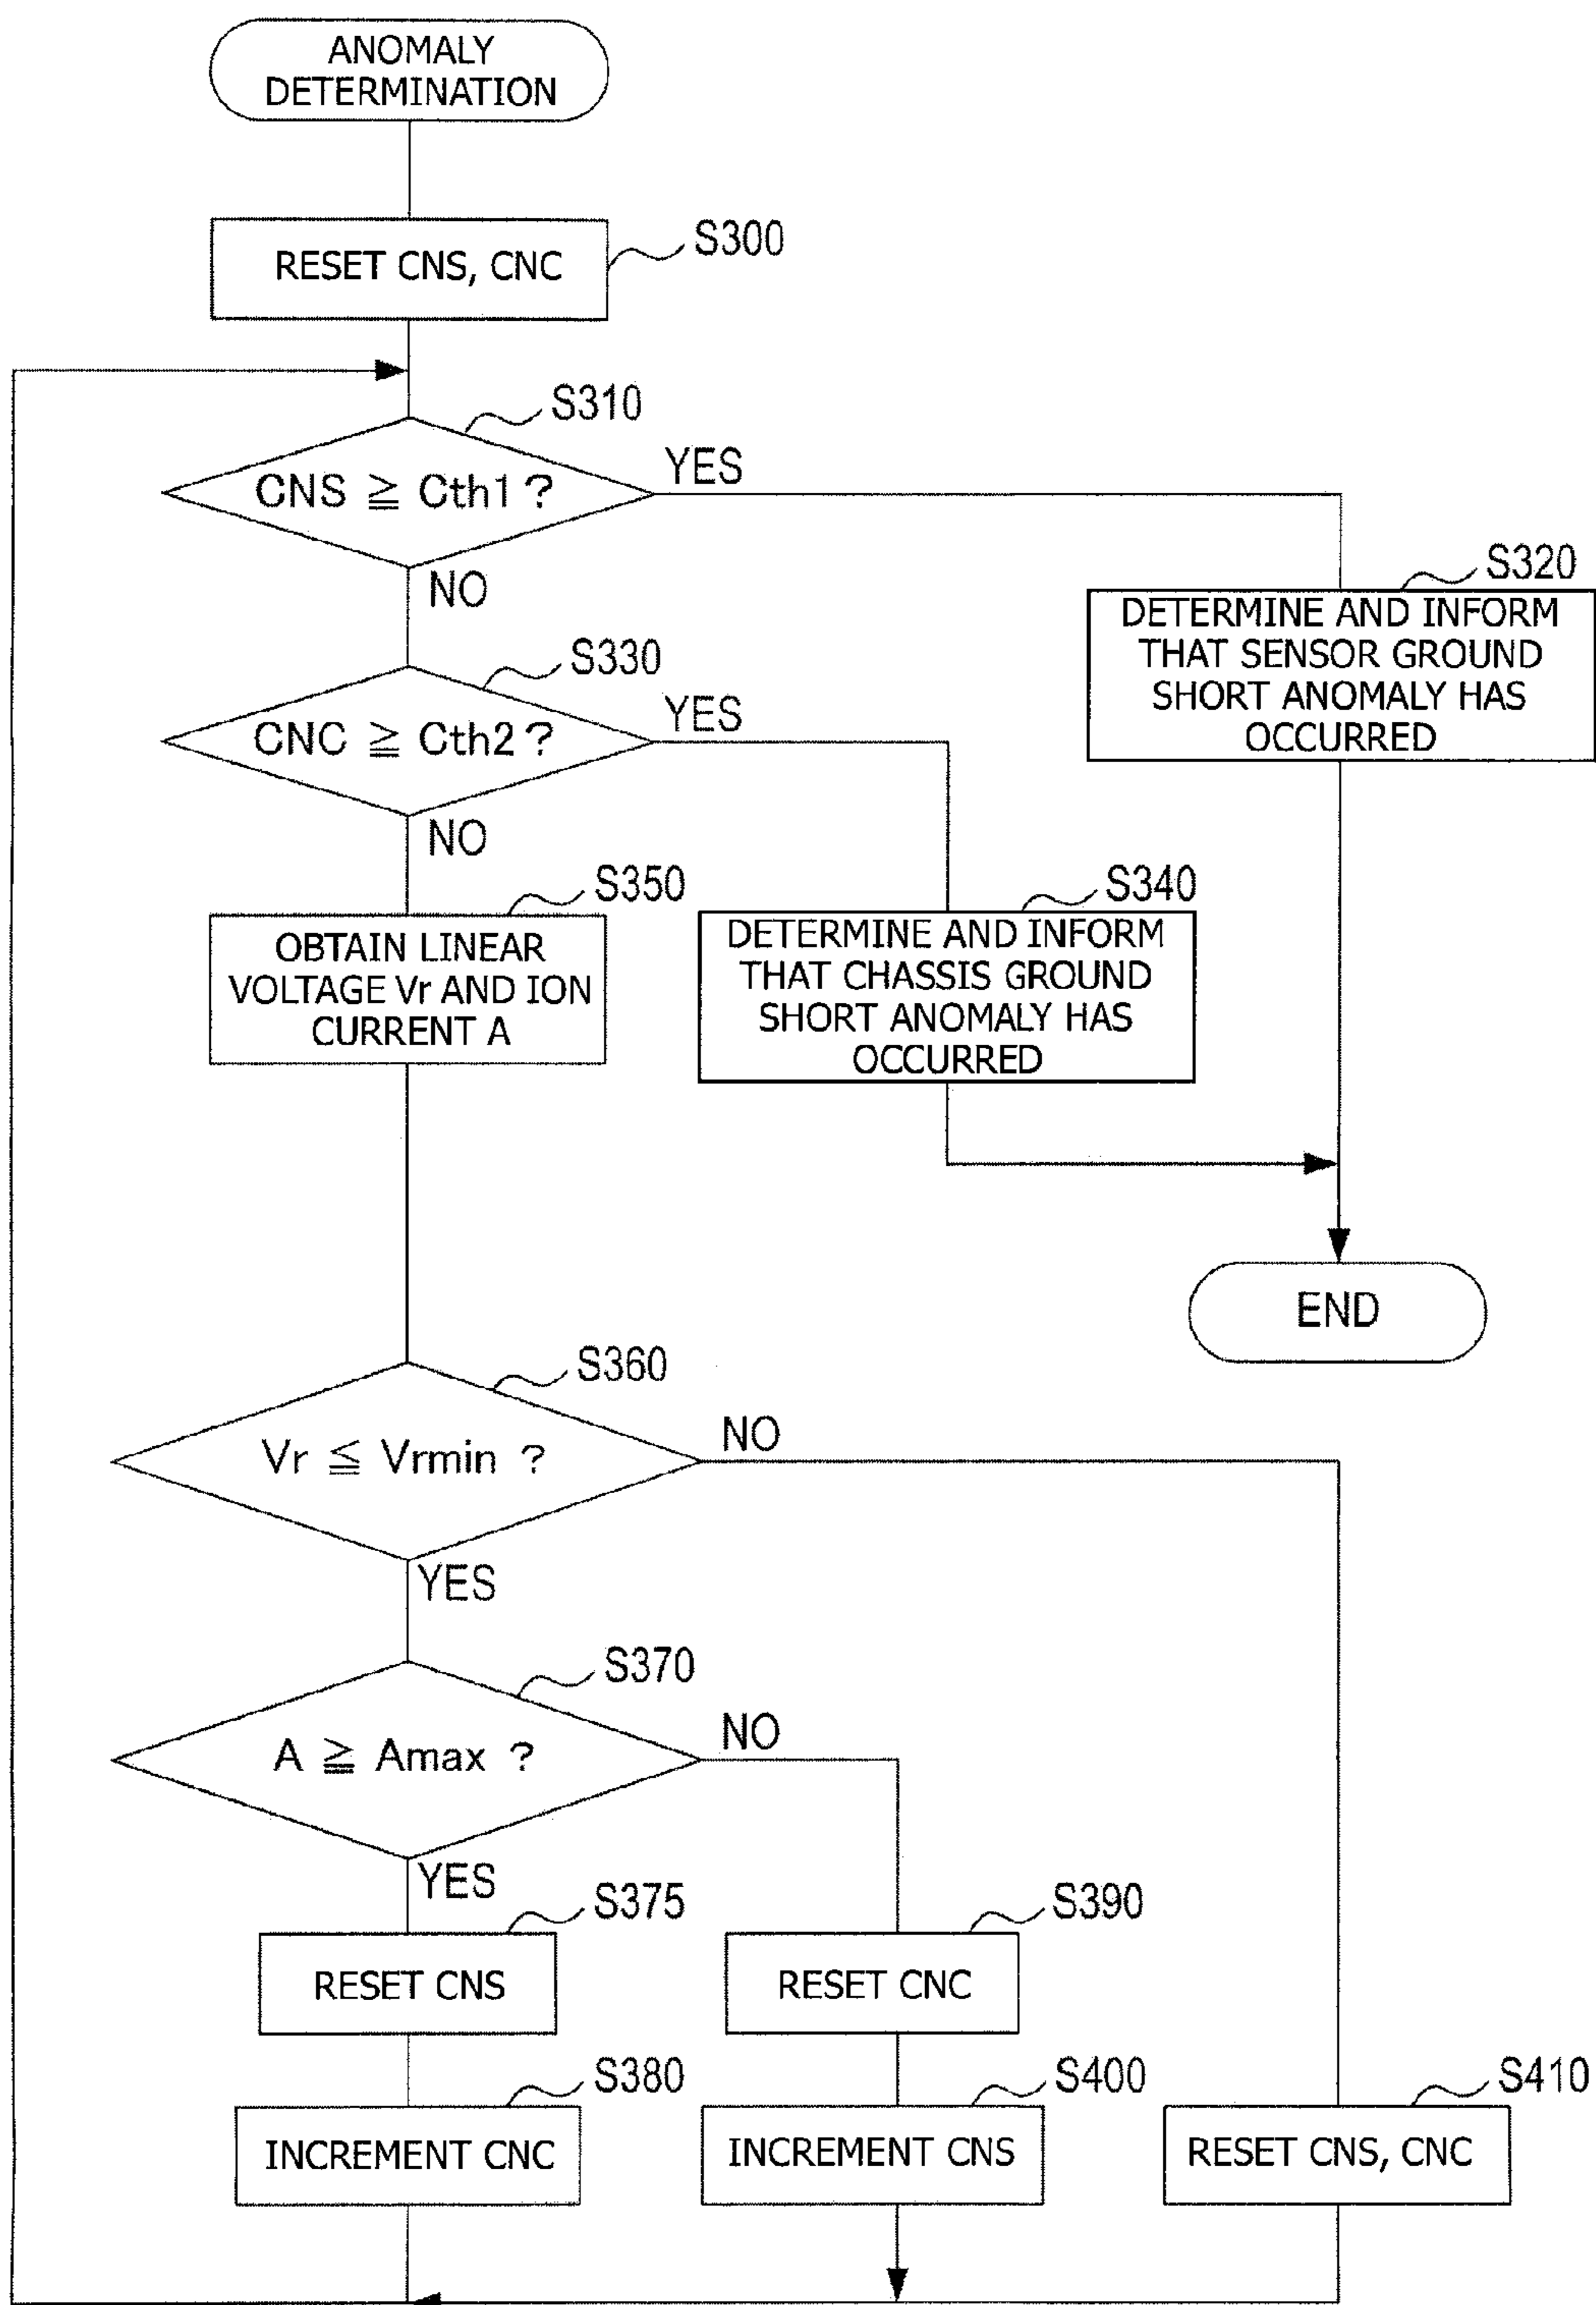 ANOMALY
DETERMINATION
S300
RESET CNS, CNC
S310
CNS ≧ Cth1 ?
YES
NO
S320
DETERMINE AND INFORM
THAT SENSOR GROUND
SHORT ANOMALY HAS
OCCURRED
S330
CNC ≧ Cth2 ?
YES
NO
S340
DETERMINE AND INFORM
THAT CHASSIS GROUND
SHORT ANOMALY HAS
OCCURRED
S350
OBTAIN LINEAR
VOLTAGE Vr AND ION
CURRENT A
END
S360
Vr ≦ Vrmin ?
NO
YES
S370
A ≧ Amax ?
NO
YES
S375
RESET CNS
S390
RESET CNC
S380
INCREMENT CNC
S400
INCREMENT CNS
S410
RESET CNS, CNC